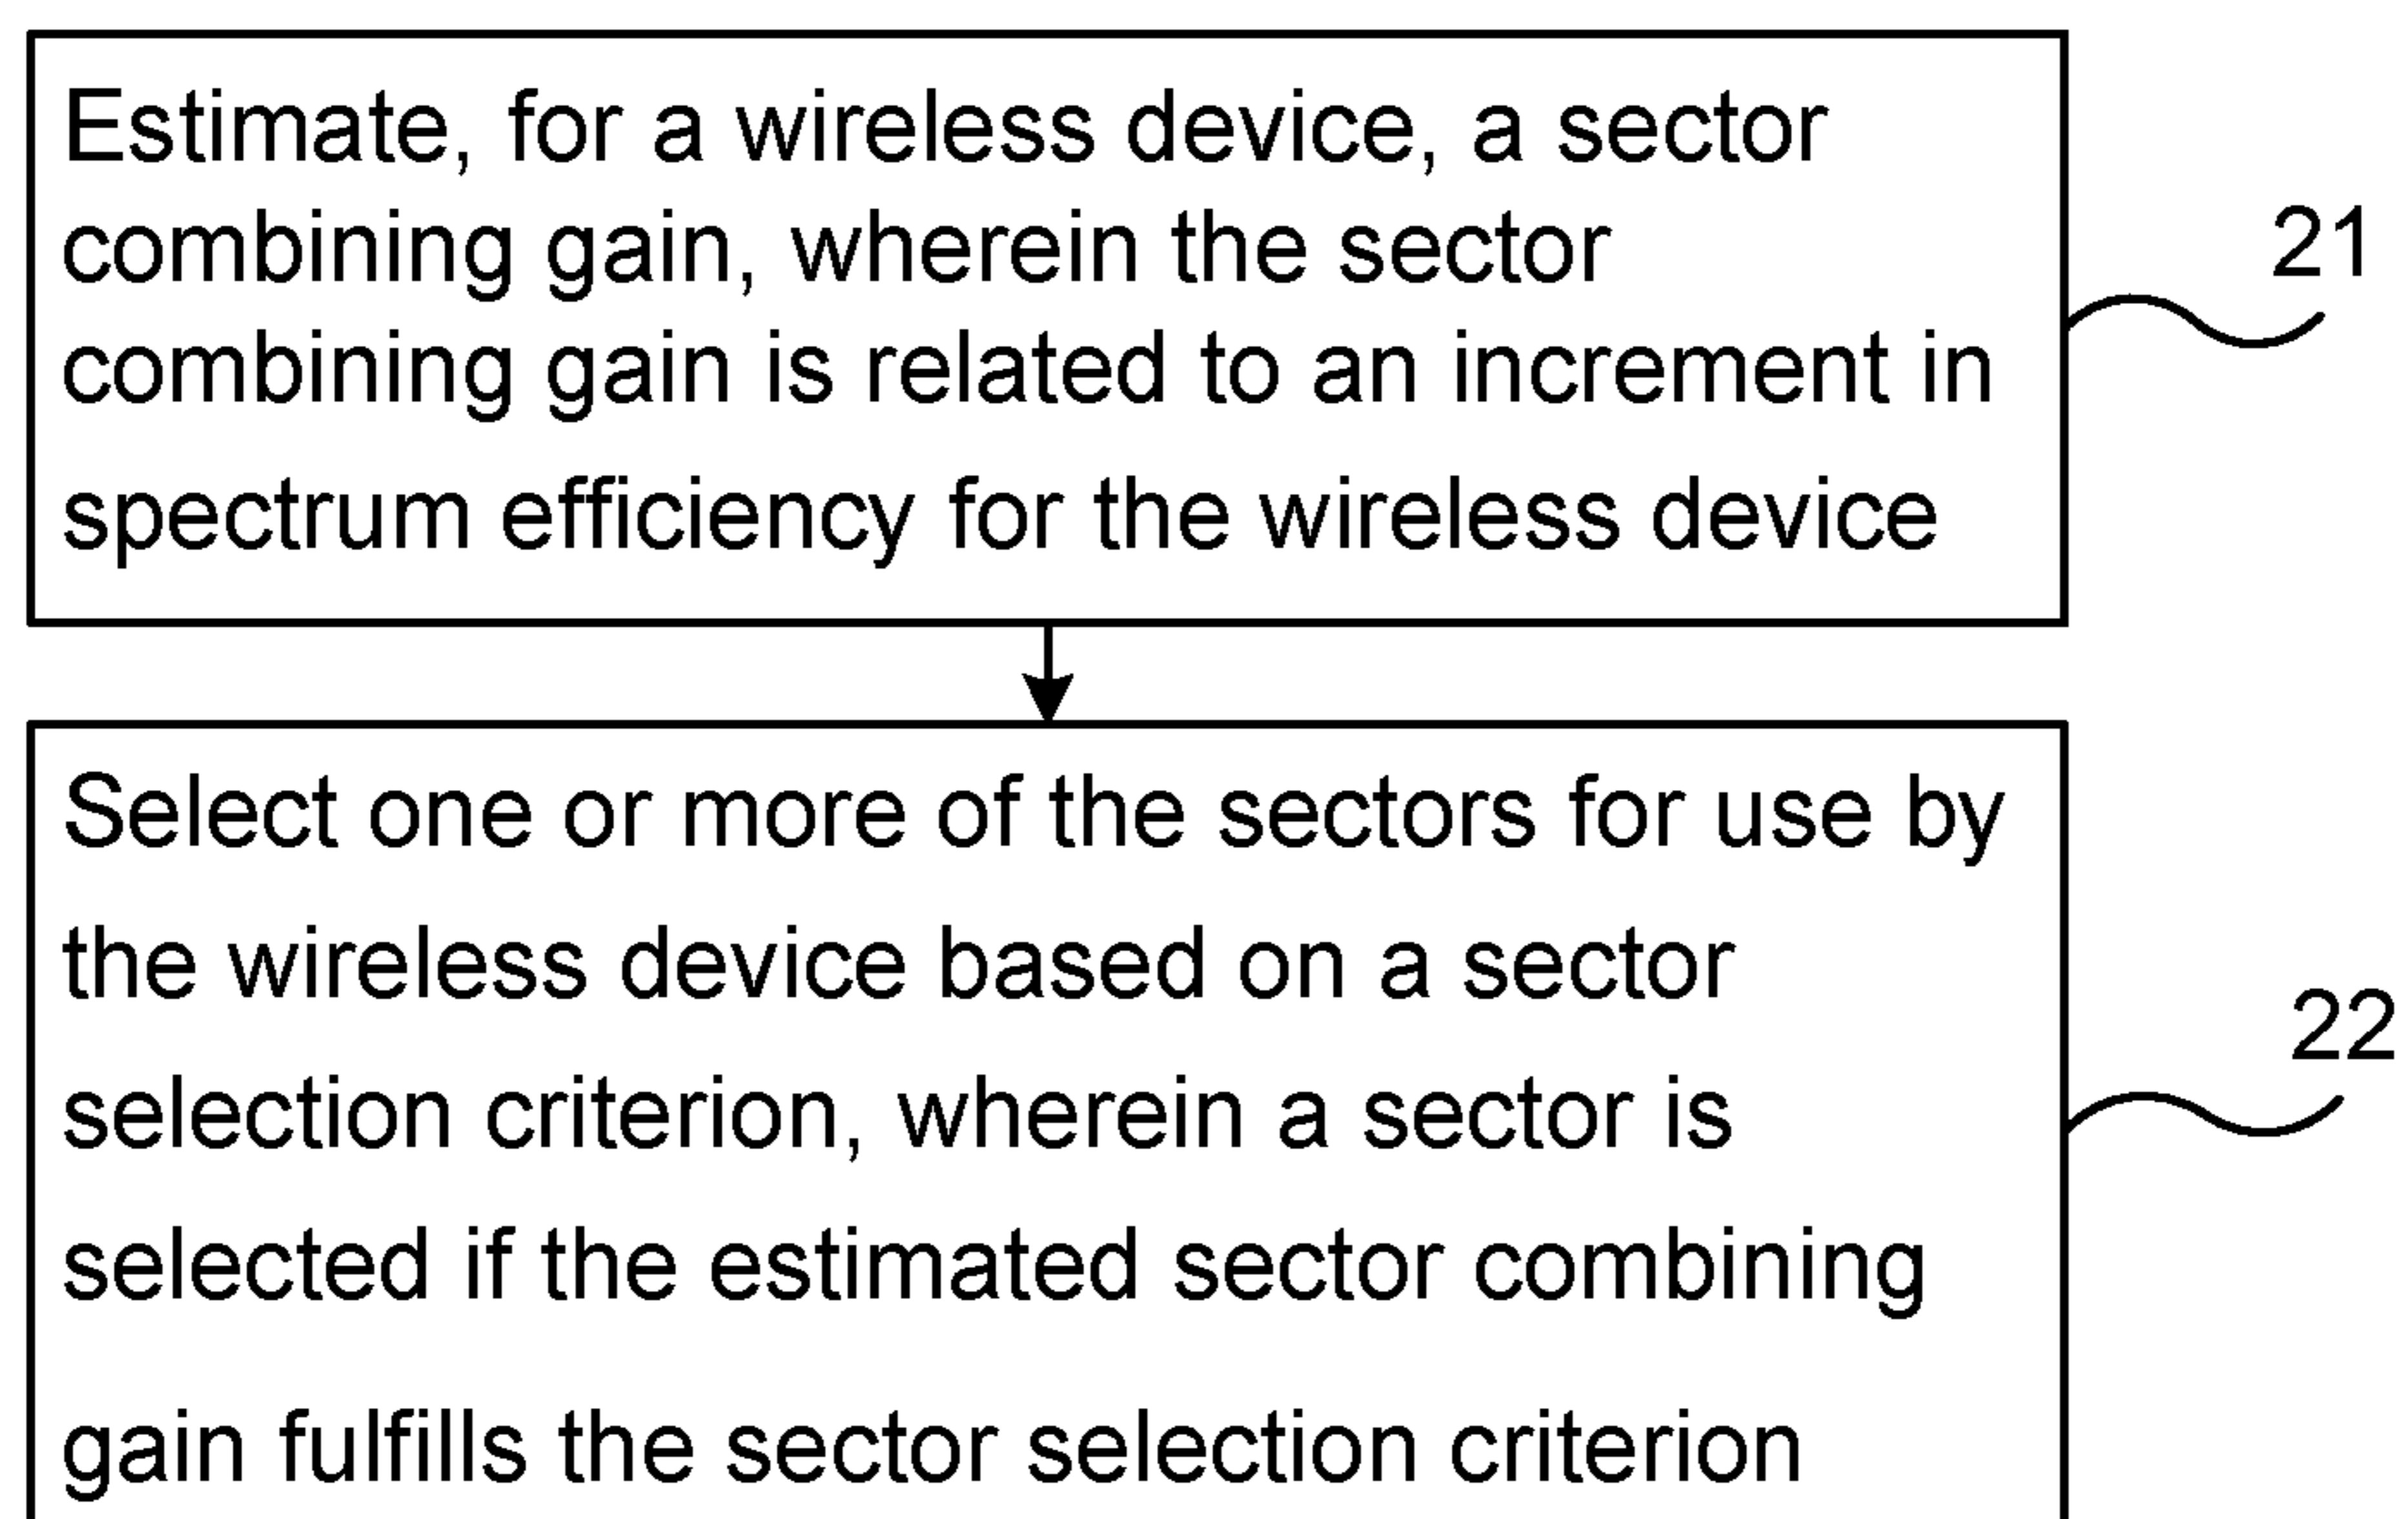 Estimate, for a wireless device, a sector
combining gain, wherein the sector
combining gain is related to an increment in
spectrum efficiency for the wireless device
21
Select one or more of the sectors for use by
the wireless device based on a sector
selection criterion, wherein a sector is
selected if the estimated sector combining
gain fulfills the sector selection criterion
22